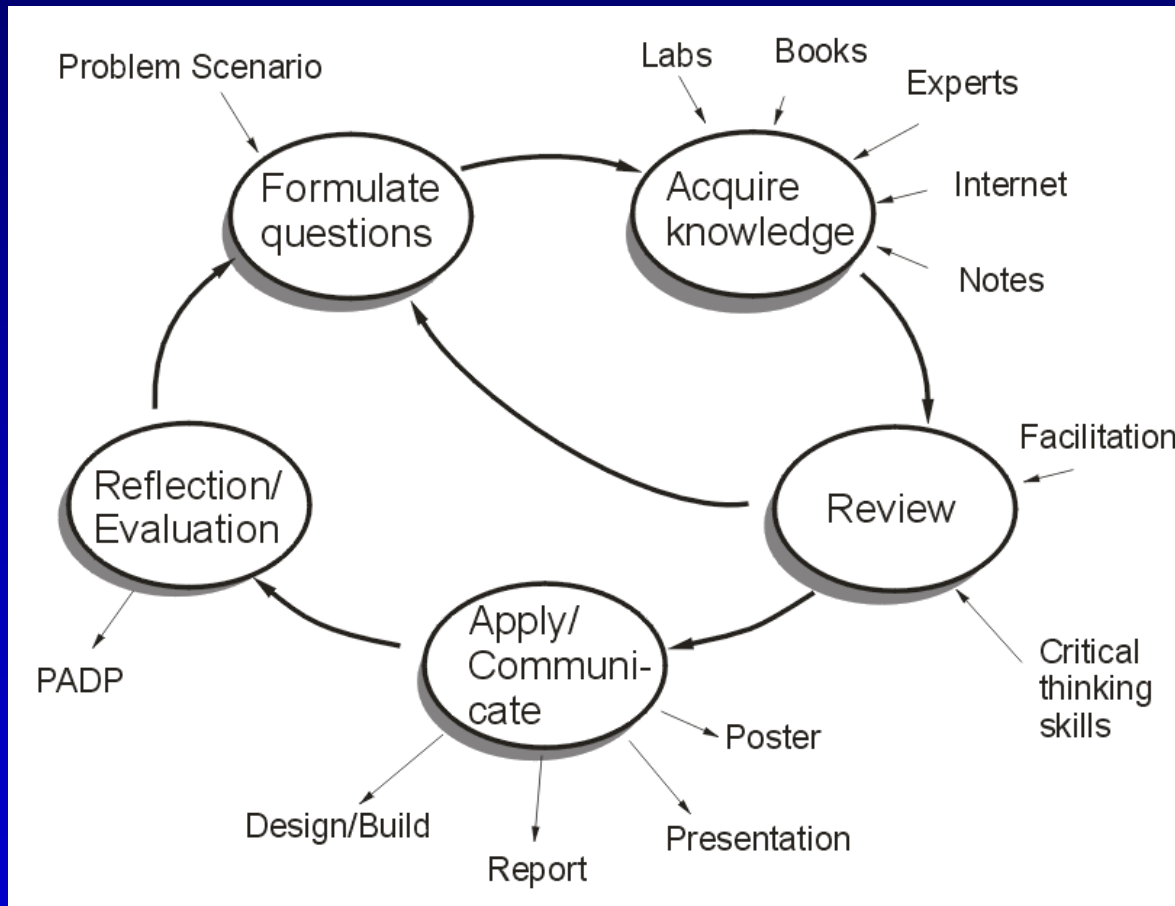 Problem Scenario
Labs
Books
Experts
Internet
Notes
Formulate
questions
Acquire
knowledge
Facilitation
Review
Critical
thinking
skills
Reflection/
Evaluation
PADP
Apply/
Communi-
cate
Poster
Presentation
Report
Design/Build